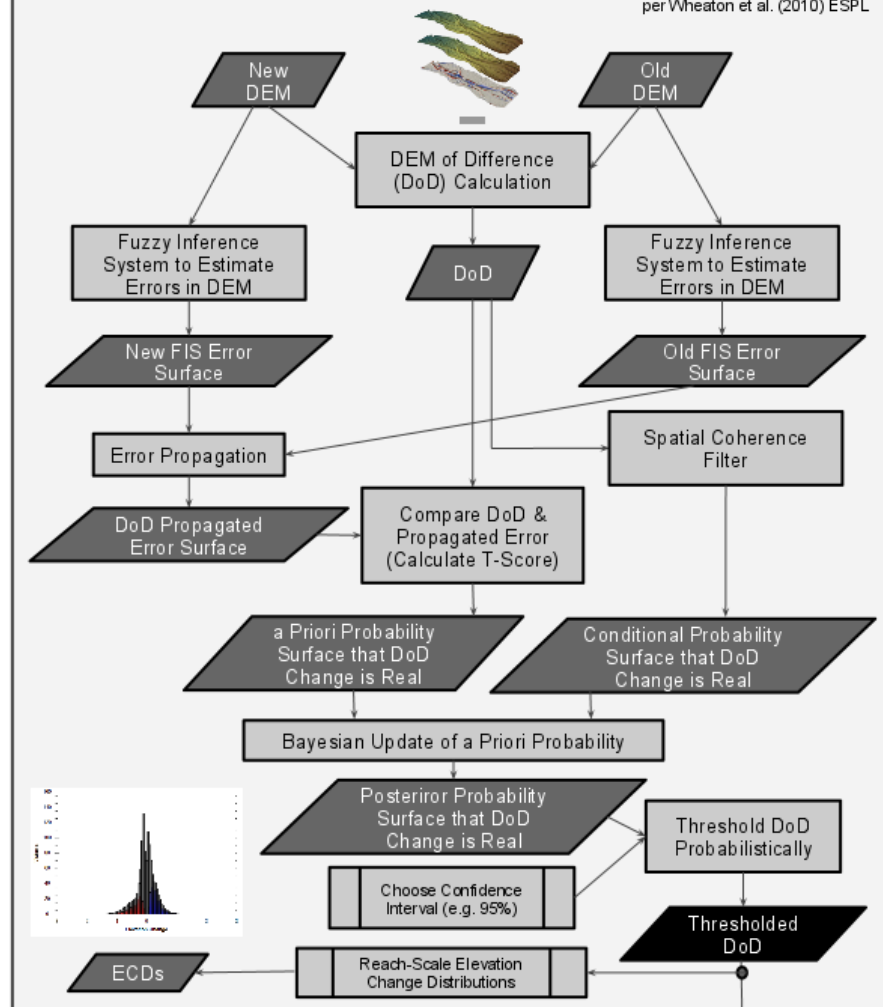 per Wheaton et al. (2010) ESPL
New
DEM
Old
DEM
DEM of Difference
(DoD) Calculation
Fuzzy Inference
System to Estimate
Errors in DEM
DoD
Fuzzy Inference
System to Estimate
Errors in DEM
New FIS Error
Surface
Old FIS Error
Surface
Error Propagation
Spatial Coherence
Filter
DoD Propagated
Error Surface
Compare DoD &
Propagated Error
(Calculate T-Score)
a Priori Probability
Surface that DoD
Change is Real
Conditional Probability
Surface that DoD
Change is Real
Bayesian Update of a Priori Probability
Posteriror Probability
Surface that DoD
Change is Real
Threshold DoD
Probabilistically
Choose Confidence
Interval (e.g. 95%)
Thresholded
DoD
Reach-Scale Elevation
Change Distributions
ECDs